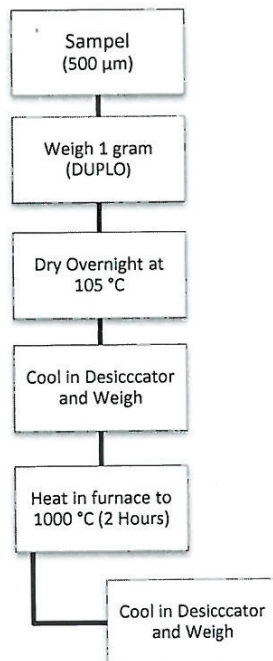 Sampel
(500 µm)
Weigh 1 gram
(DUPLO)
Dry Overnight at
105 °C
Cool in Desicccator
and Weigh
Heat in furnace to
1000 °C (2 Hours)
Cool in Desicccator
and Weigh